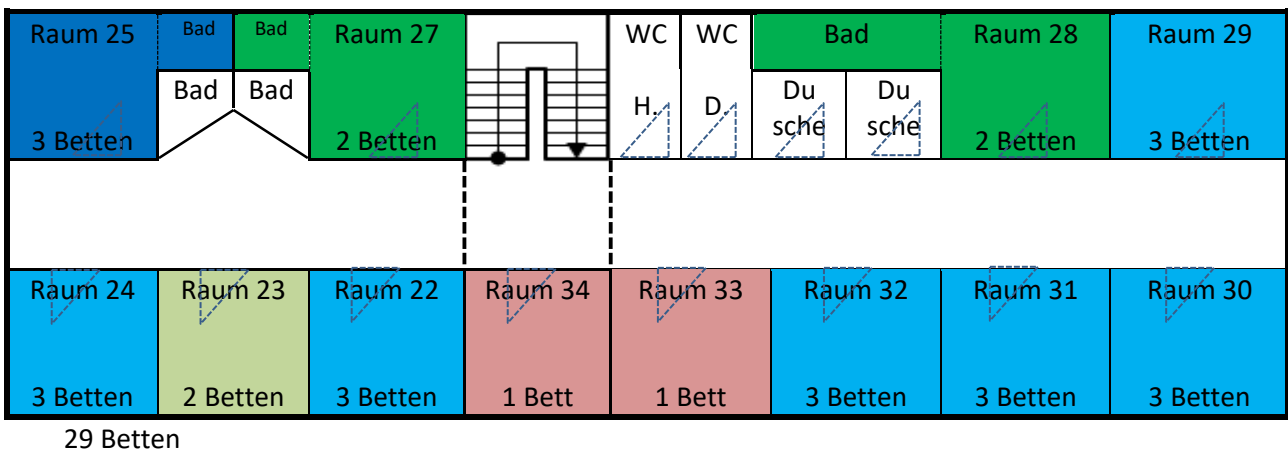 Raum 25
Bad
Bad
Raum 27
WC
WC
Bad
Raum 28
Raum 29
Bad
Bad
H.
D.
Du
sche
Du
sche
3 Betten
2 Betten
2 Betten
3 Betten
Raum 24
Raum 23
Raum 22
Raum 34
Raum 33
Raum 32
Raum 31
Raum 30
3 Betten
2 Betten
3 Betten
1 Bett
1 Bett
3 Betten
3 Betten
3 Betten
29 Betten